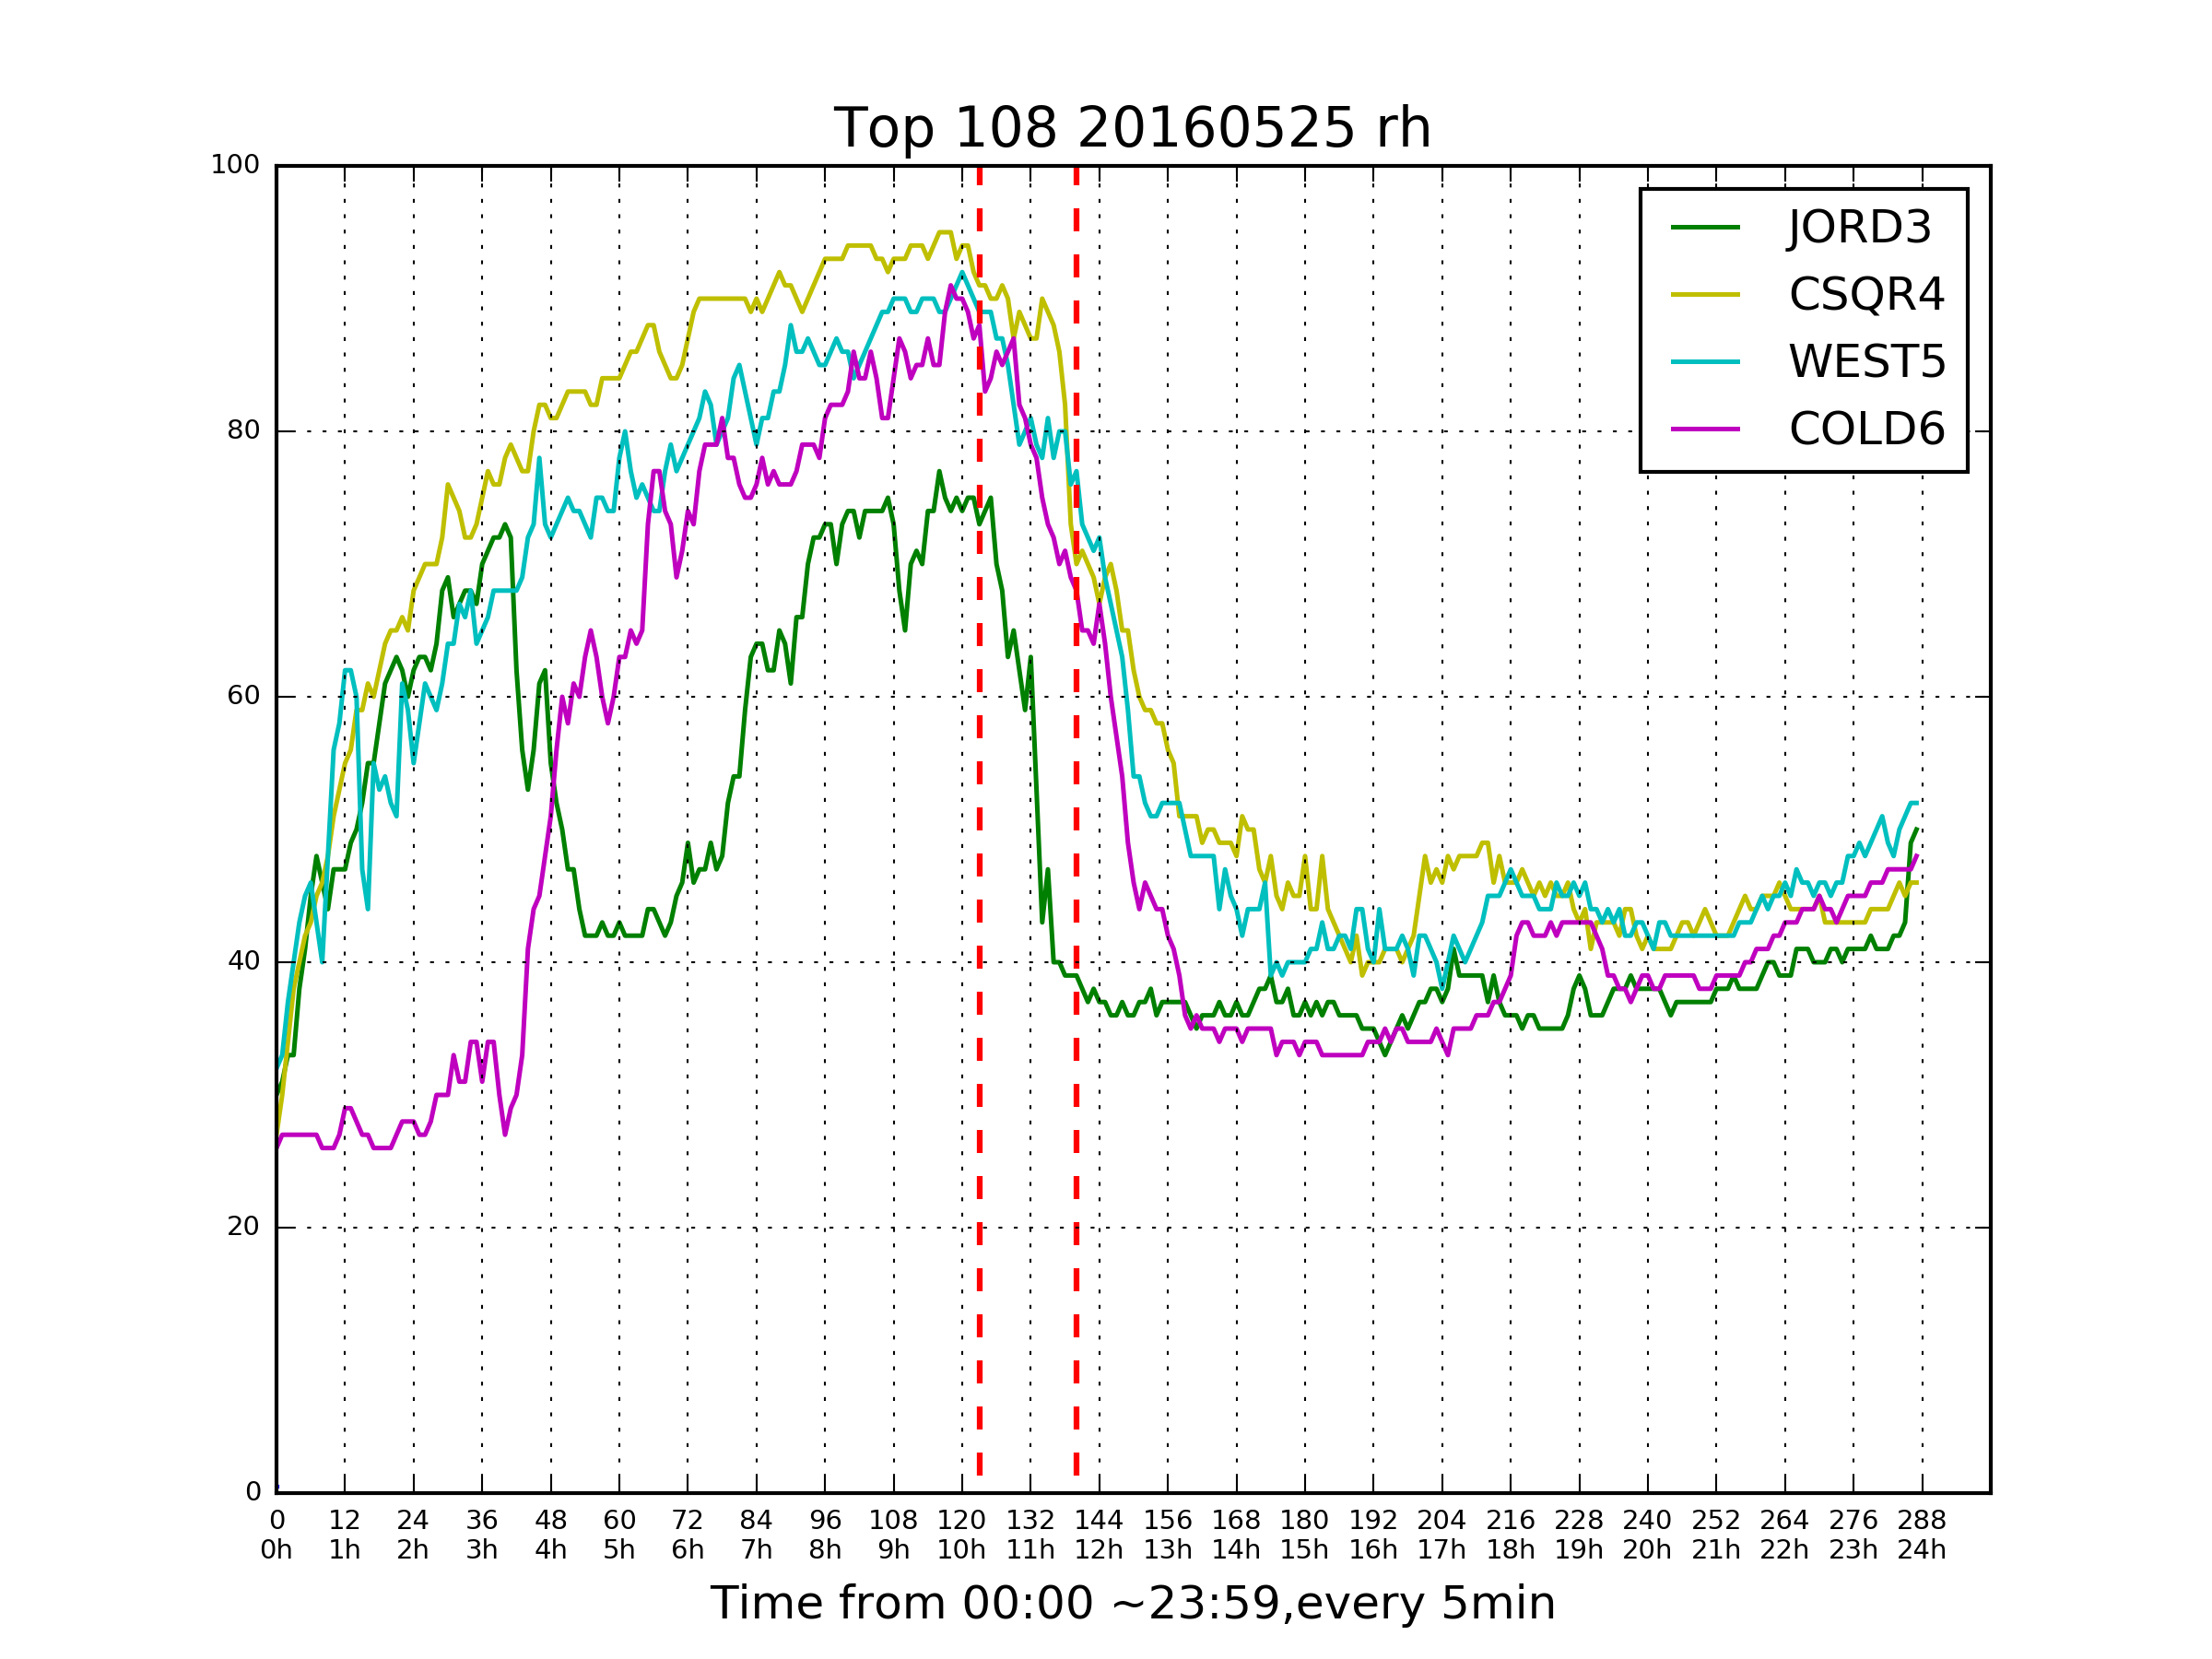 Top 108 20160525 rh
100
80
60
40
20
0
JORD3
CSQR4
WEST5
COLD6
0 12 24 36 48 60 72 84 96 108 120 132 144 156 168 180 192 204 216 228 240 252 264 276 288
0h 1h 2h 3h 4h 5h 6h 7h 8h 9h 10h 11h 12h 13h 14h 15h 16h 17h 18h 19h 20h 21h 22h 23h 24h
Time from 00:00 ~23:59,every 5min